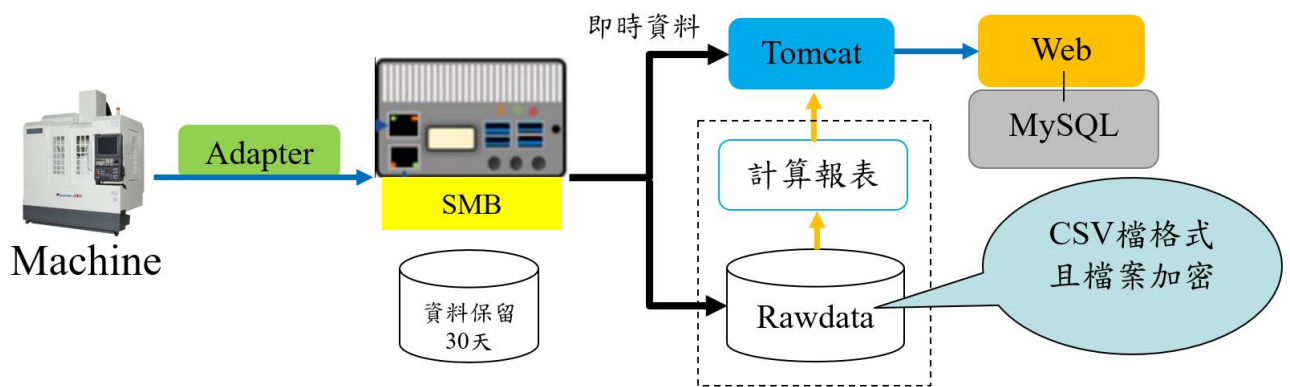 Machine
Adapter
SMB
資料保留
30天
即時資料
Tomcat
Web
MySQL
計算報表
Rawdata
CSV檔格式
且檔案加密